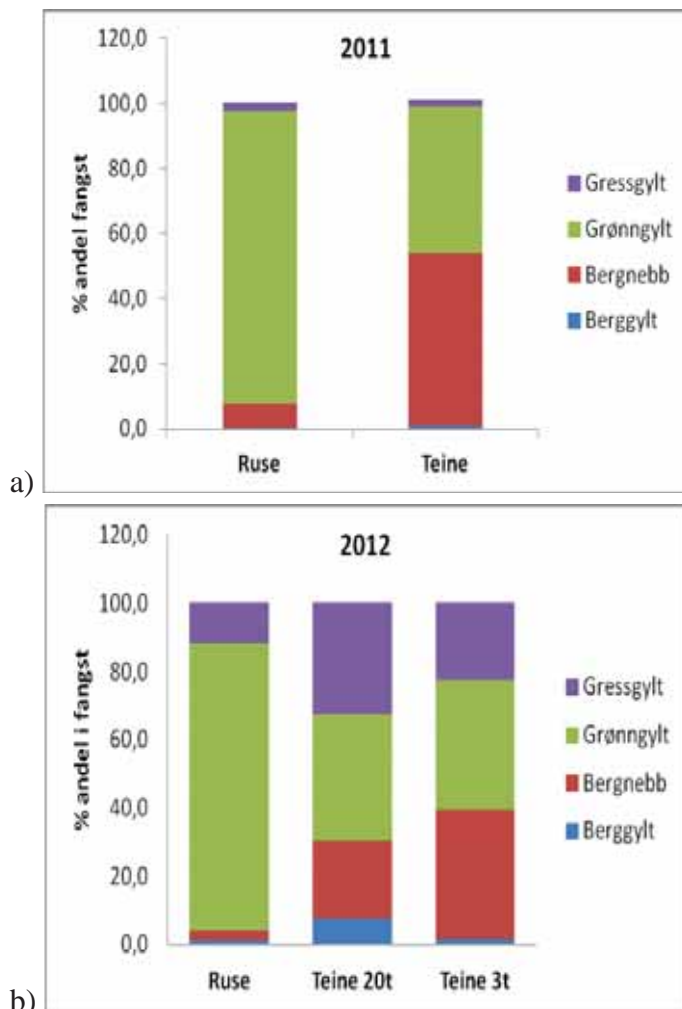 2011
120,0
100,0
80,0
60,0
40,0
20,0
0,0
% andel fangst
Ruse
Teine
Gressgylt
Grønngylt
Bergnebb
Berggylt
a)
2012
120,0
100,0
80,0
60,0
40,0
20,0
0,0
% andel i fangst
Ruse
Teine 20t
Teine 3t
Gressgylt
Grønngylt
Bergnebb
Berggylt
b)